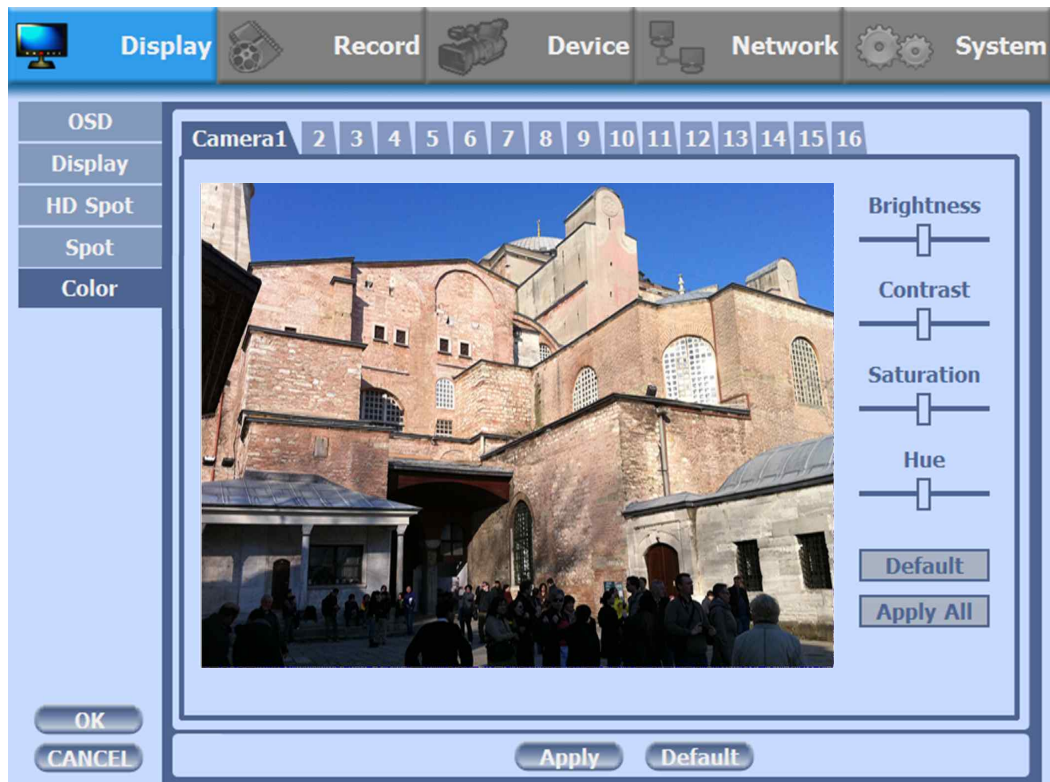 Display Record Device Network System
OSD
Display
HD Spot
Spot
Color
Camera1 2 3 4 5 6 7 8 9 10 11 12 13 14 15 16
Brightness
Contrast
Saturation
Hue
Default
Apply All
OK
CANCEL
Apply Default